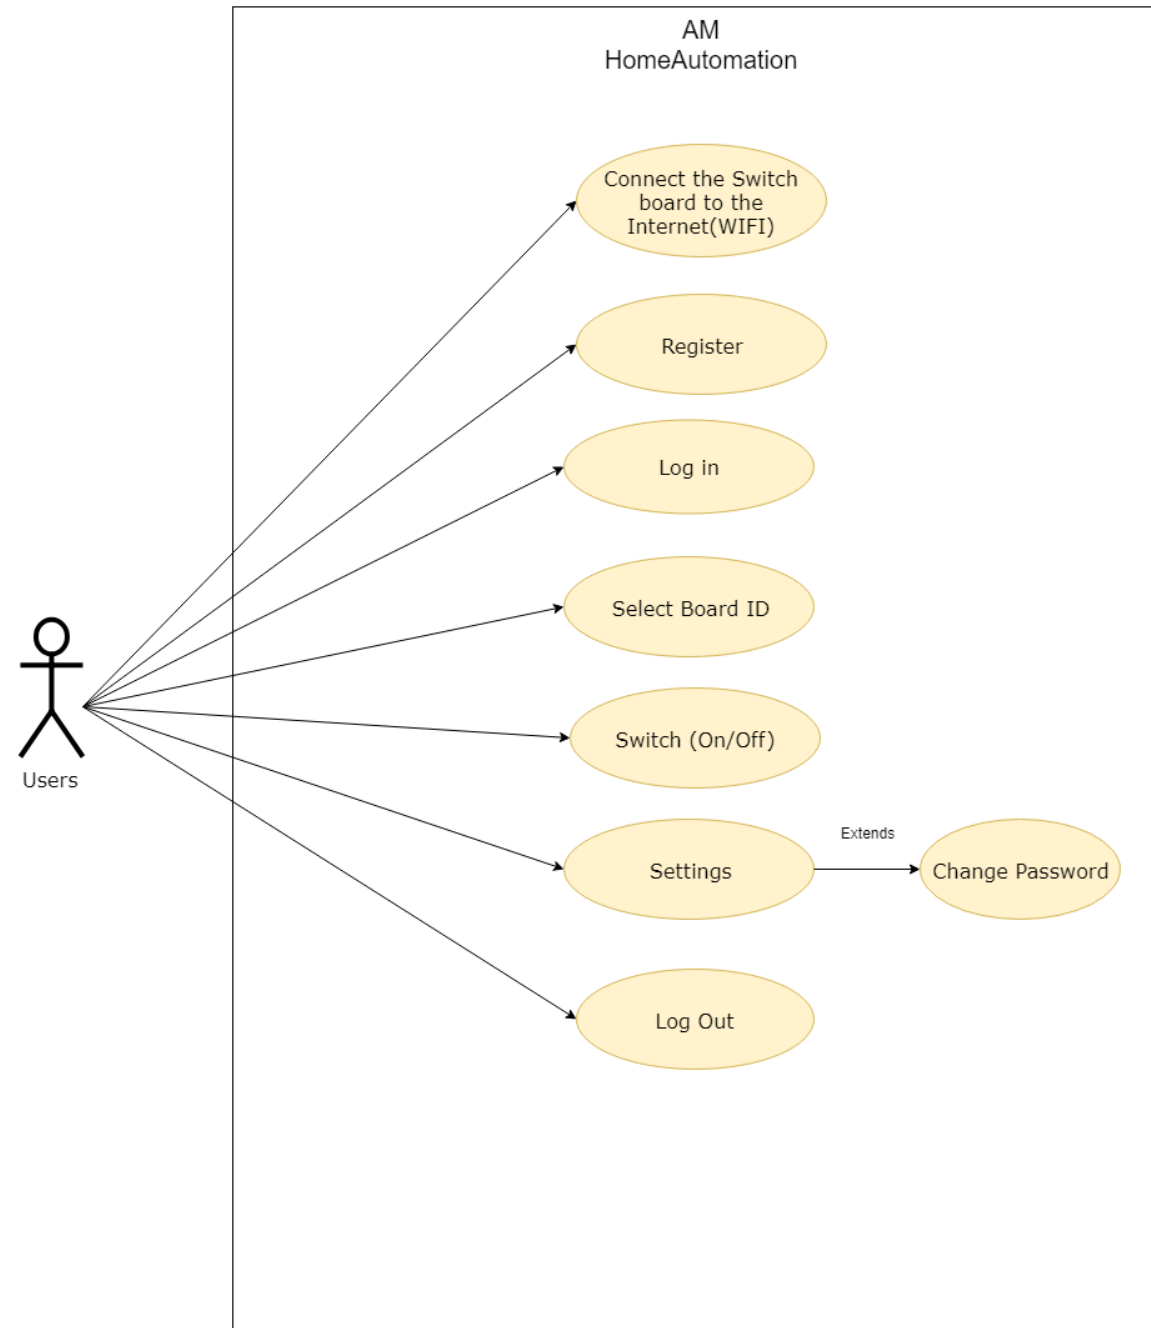 AM
HomeAutomation
Connect the Switch
board to the
Internet(WIFI)
Register
Log in
Select Board ID
Switch (On/Off)
Users
Extends
Settings
Change Password
Log Out